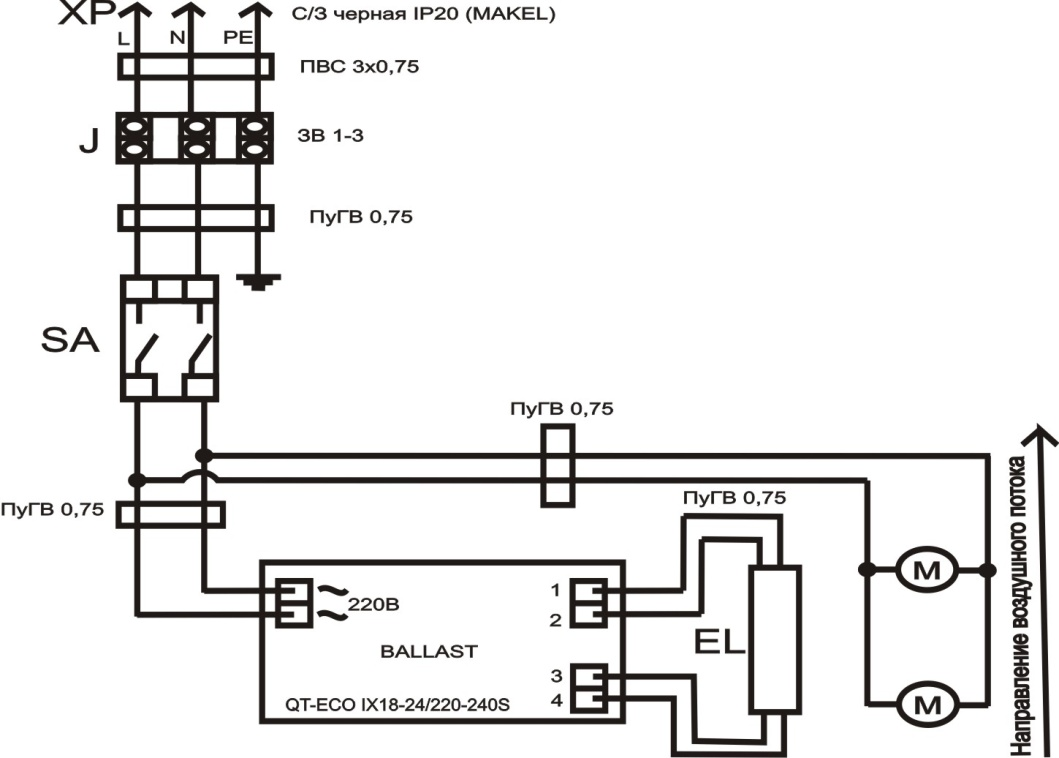 XP
С/З черная IP20 (MAKEL)
L N PE
ПВС 3х0,75
J
ЗВ 1-3
ПуГВ 0,75
SA
ПуГВ 0,75
ПуГВ 0,75
ПуГВ 0,75
Направление воздушного потока
M
1
220В
2
BALLAST
EL
3
4
QT-ECO IX18-24/220-240S
M